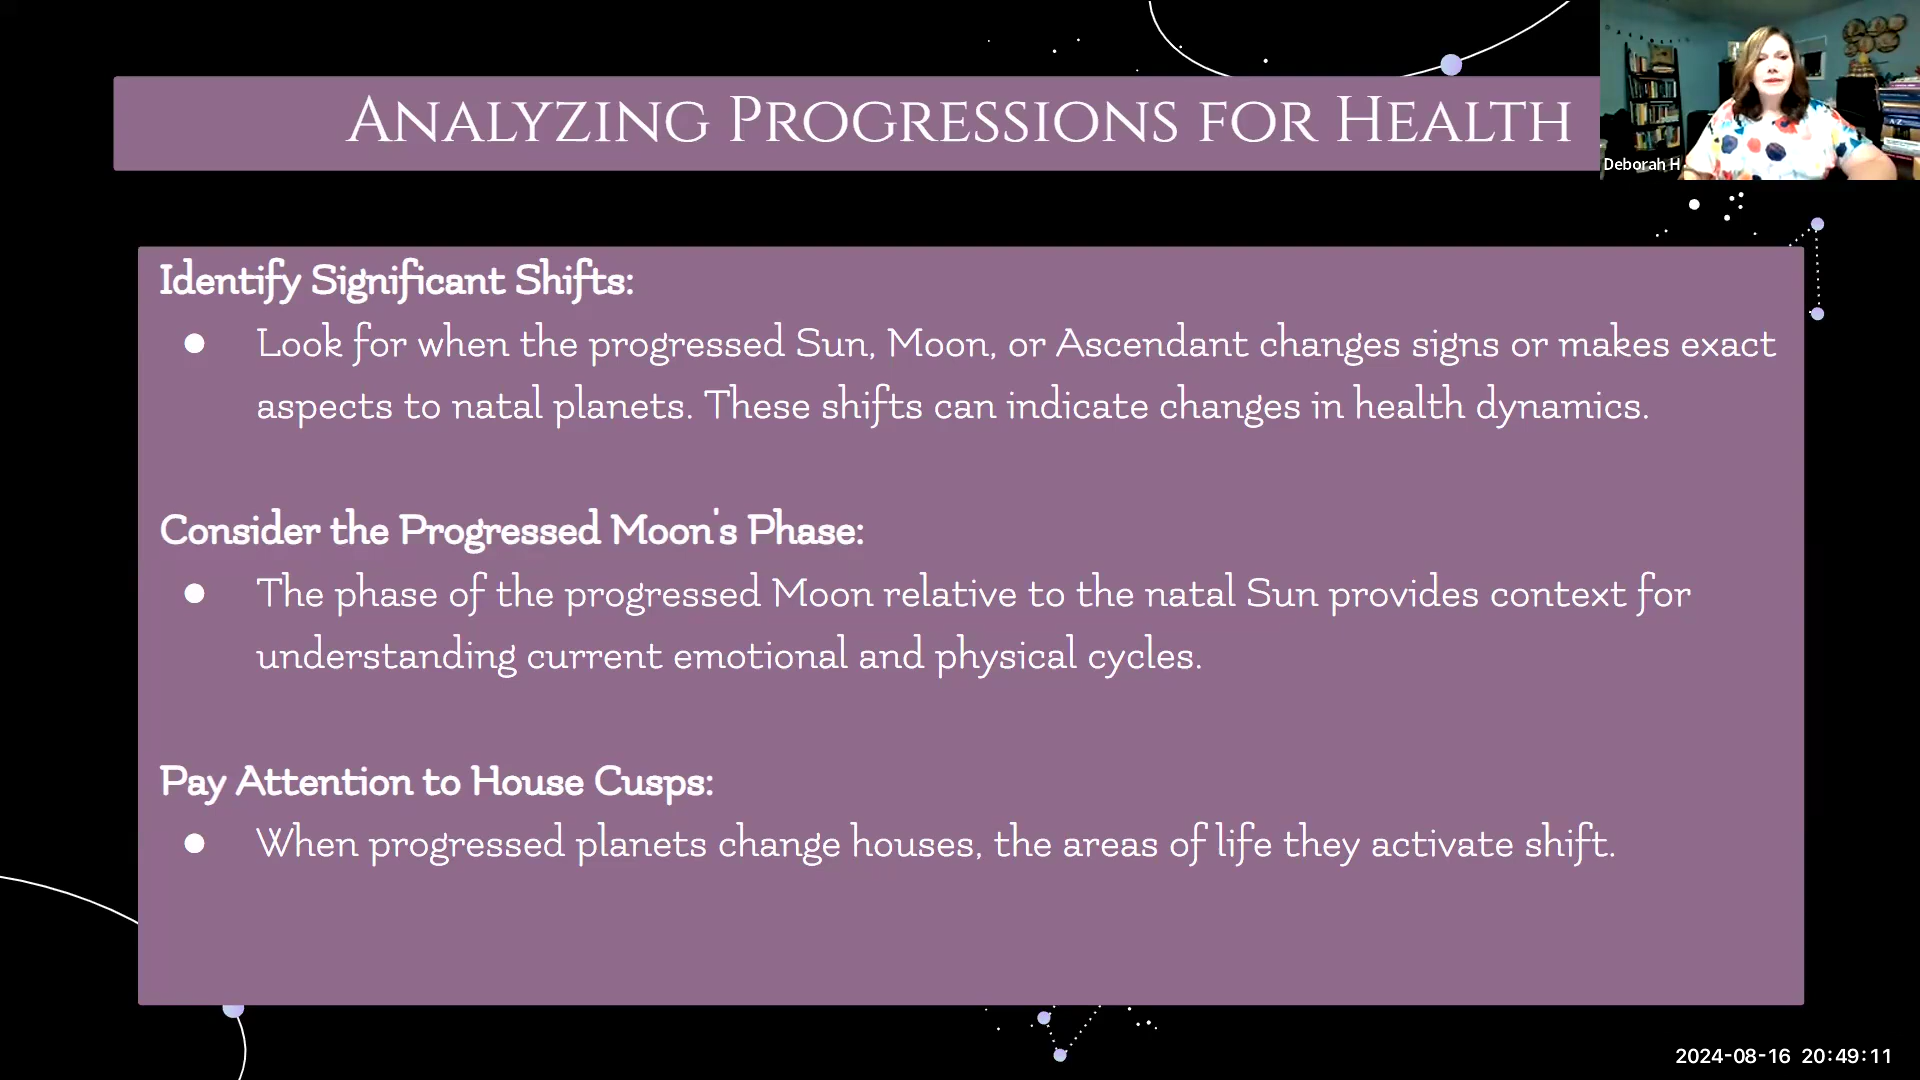 Analyzing Progressions for Health
Deborah H
Identify Significant Shifts:
● Look for when the progressed Sun, Moon, or Ascendant changes signs or makes exact
aspects to natal planets. These shifts can indicate changes in health dynamics.
Consider the Progressed Moon's Phase:
● The phase of the progressed Moon relative to the natal Sun provides context for
understanding current emotional and physical cycles.
Pay Attention to House Cusps:
● When progressed planets change houses, the areas of life they activate shift.
2024-08-16 20:49:11